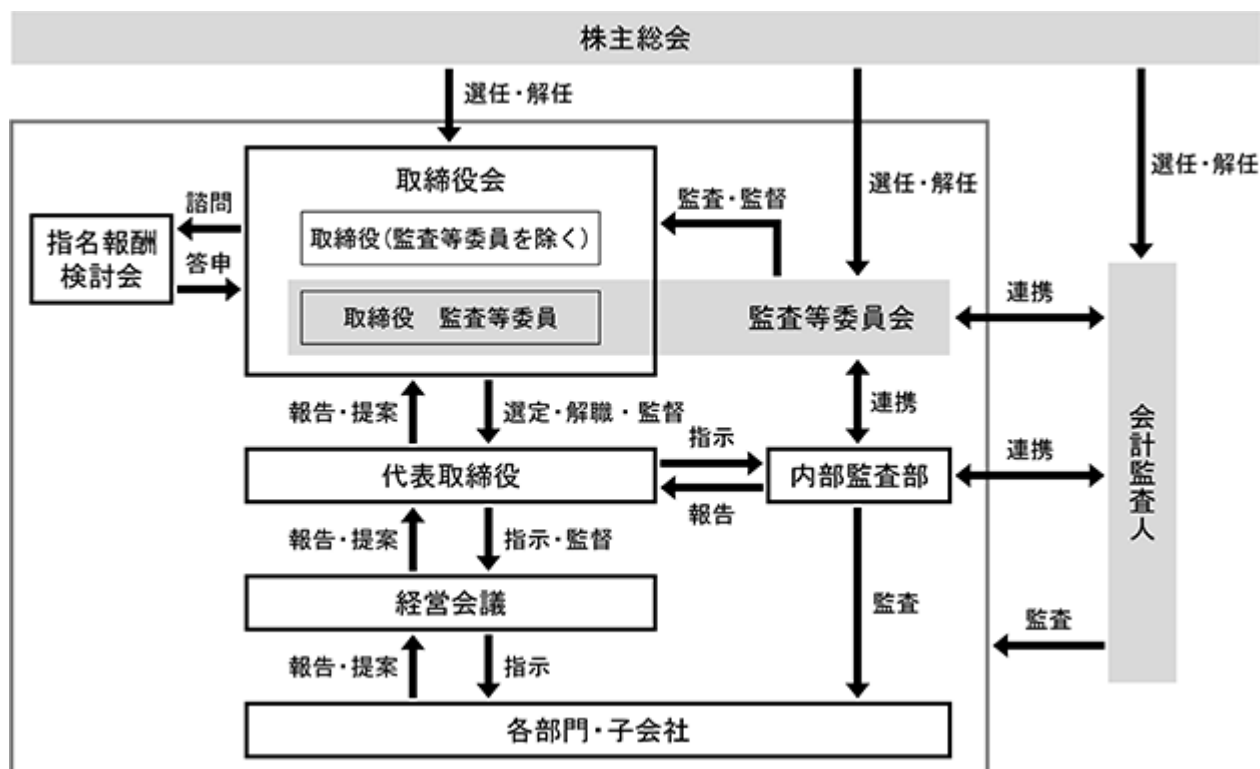 株主総会
選任・解任
選任・解任
選任・解任
取締役会
監査・監督
諮問
取締役(監査等委員を除く)
指名報酬
検討会
答申
取締役　監査等委員
監査等委員会
連携
報告・提案
選定・解職・監督
連携
指示
代表取締役
内部監査部
連携
報告
会計監査人
報告・提案
指示・監督
経営会議
監査
監査
報告・提案
指示
各部門・子会社